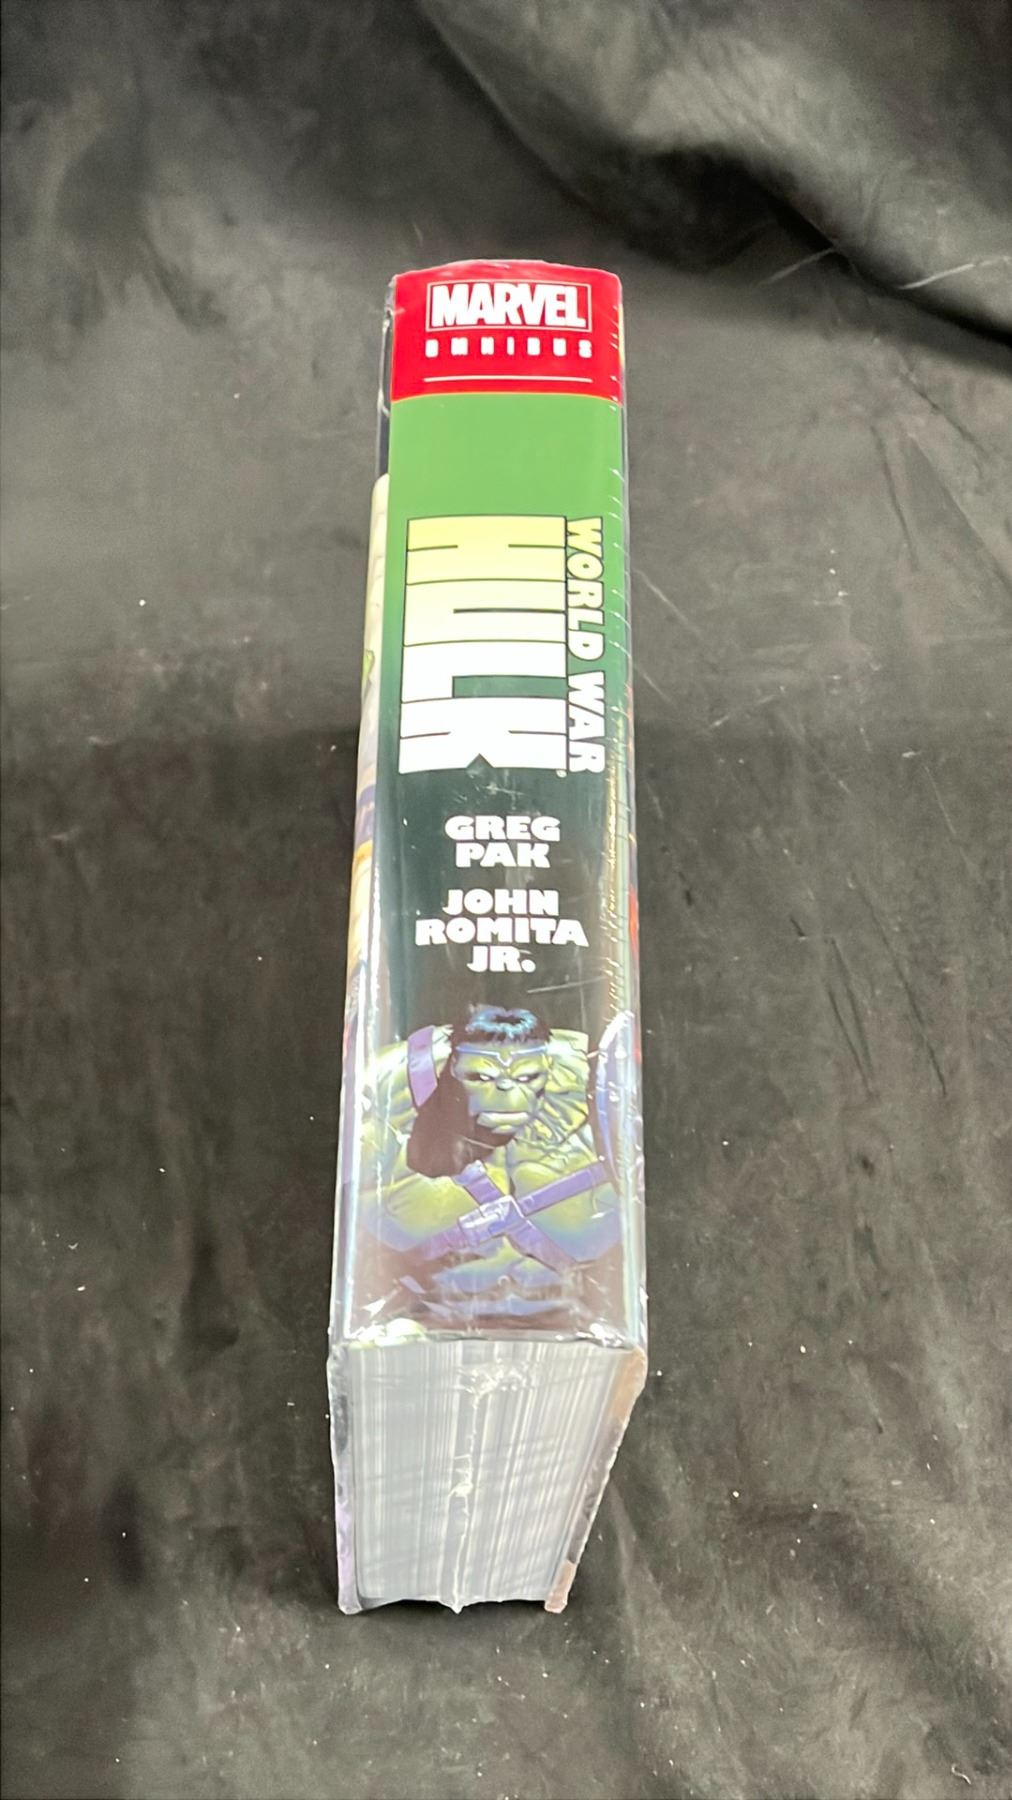 MARVEL
OMNIBUS
WORLD WAR
HULK
GREG
PAK
JOHN
ROMITA
JR.